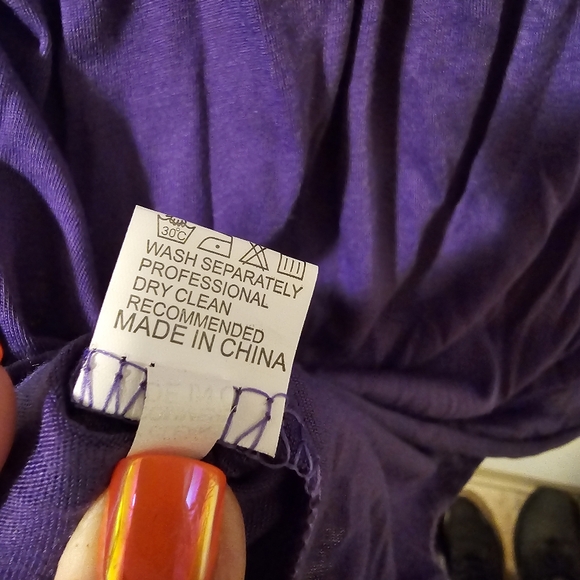 30°C
WASH SEPARATELY
PROFESSIONAL
DRY CLEAN
RECOMMENDED
MADE IN CHINA